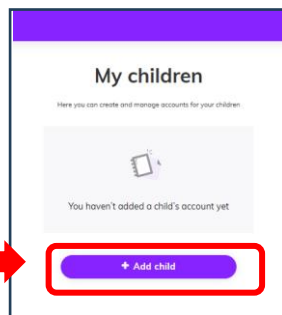 My children
Here you can create and manage accounts for your children
You haven't added a child's account yet
+ Add child